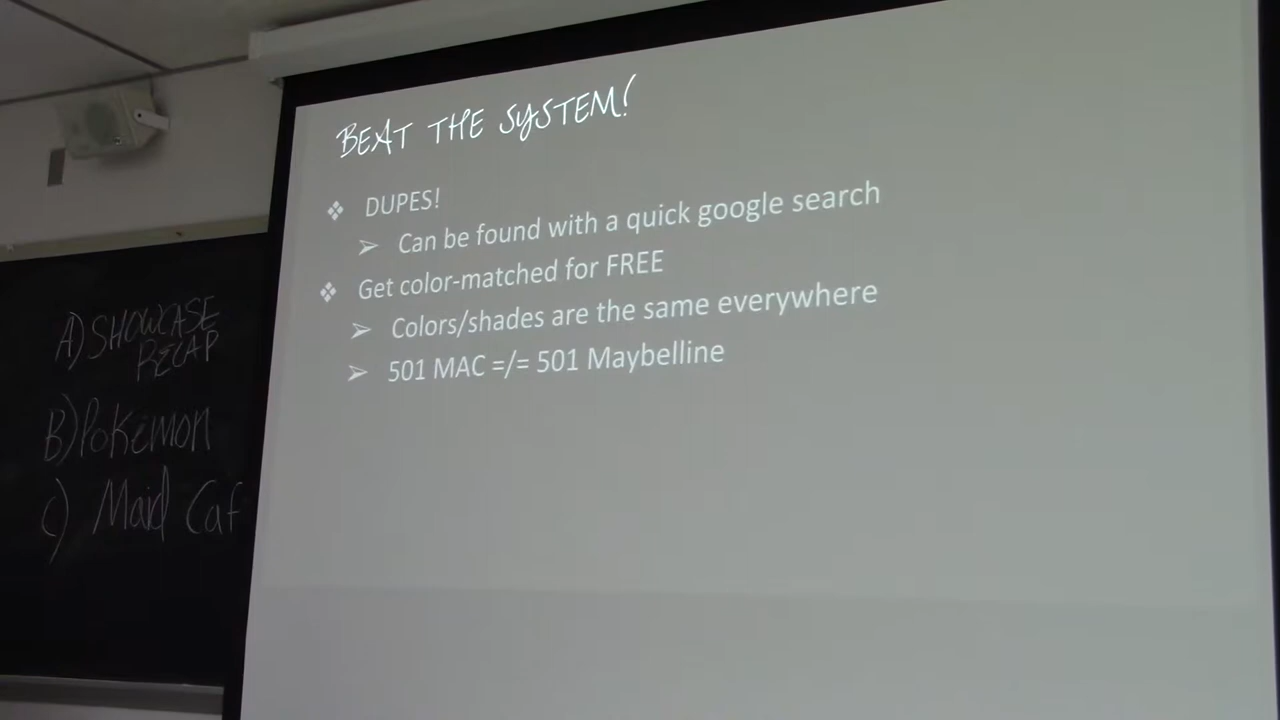 BEAT THE SYSTEM!
❖ DUPES!
➢ Can be found with a quick google search
❖ Get color-matched for FREE
➢ Colors/shades are the same everywhere
➢ 501 MAC =/= 501 Maybelline
A) SHOWCASE
RECAP
B) Pokemon
C) Maid Caf